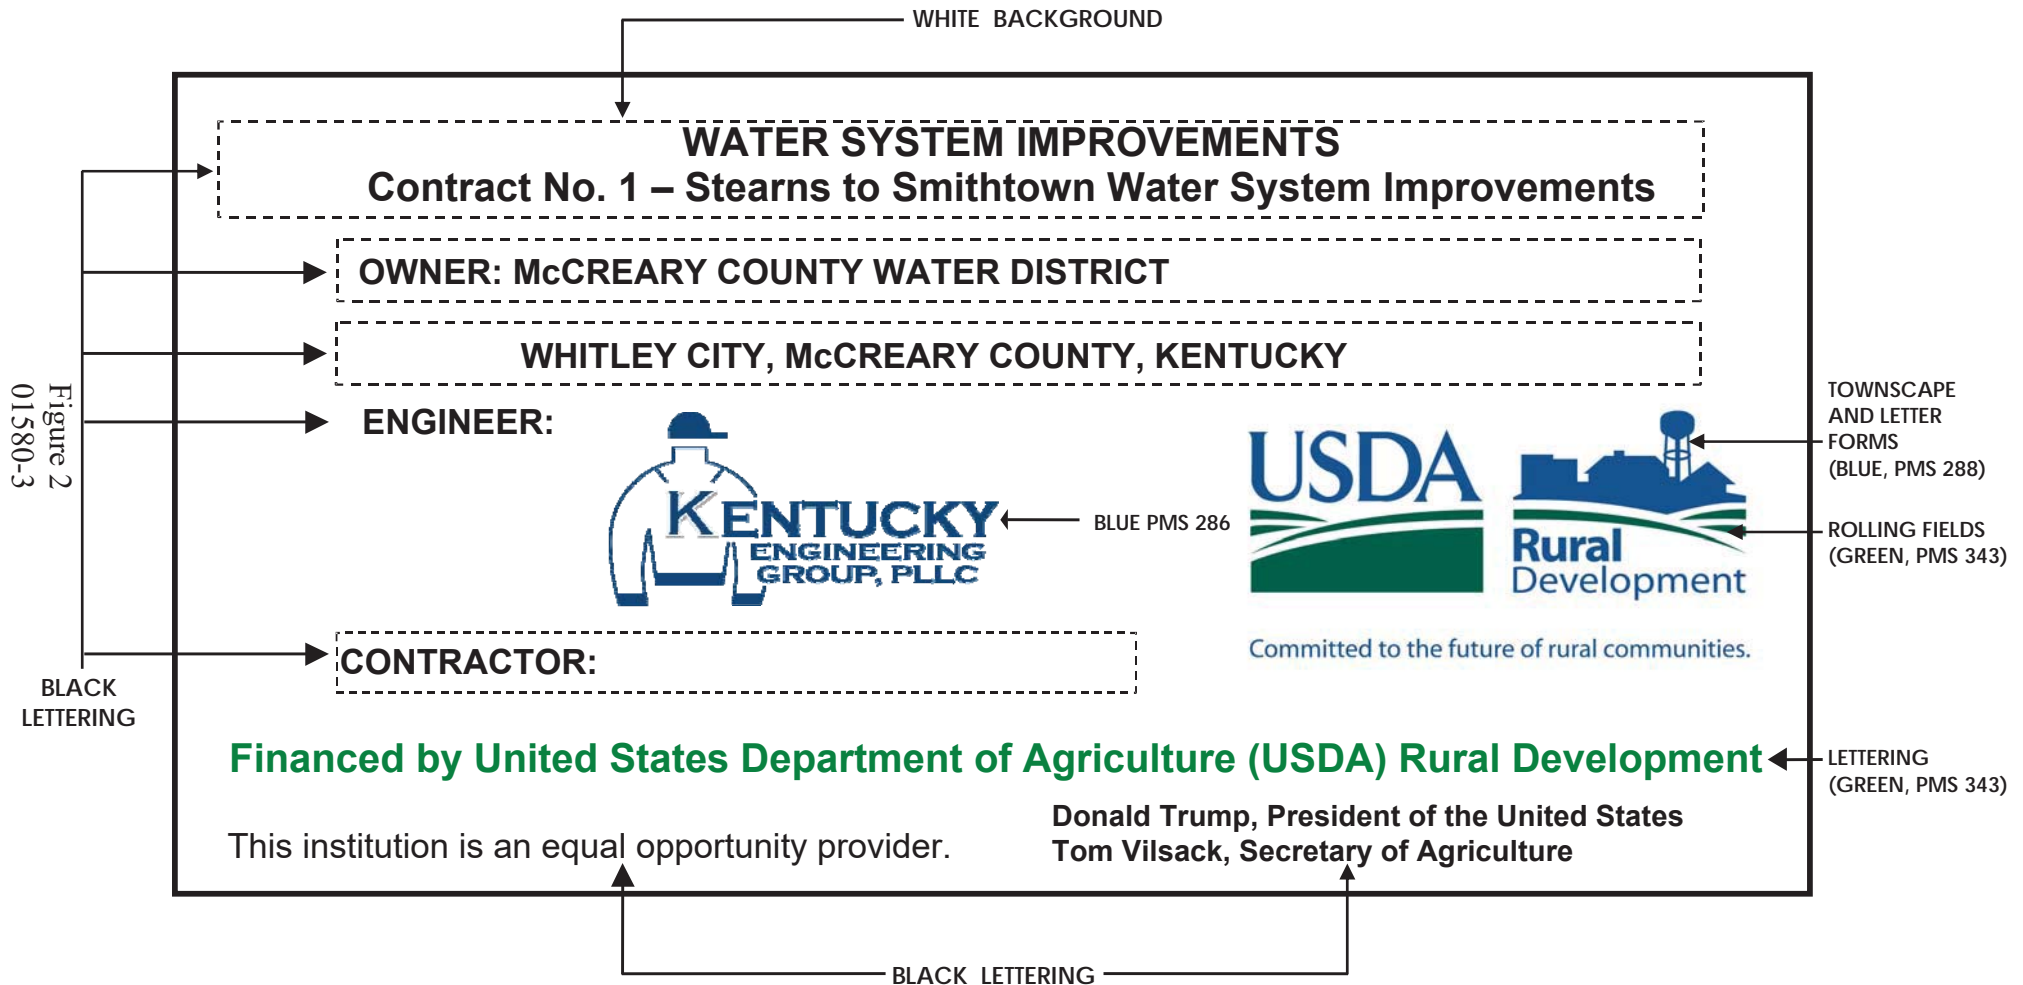 WHITE BACKGROUND
WATER SYSTEM IMPROVEMENTS
Contract No. 1 – Stearns to Smithtown Water System Improvements
OWNER: McCREARY COUNTY WATER DISTRICT
WHITLEY CITY, McCREARY COUNTY, KENTUCKY
ENGINEER:
KENTUCKY
ENGINEERING
GROUP, PLLC
BLUE PMS 286
USDA
Rural
Development
Committed to the future of rural communities.
TOWNSCAPE
AND LETTER
FORMS
(BLUE, PMS 288)
ROLLING FIELDS
(GREEN, PMS 343)
CONTRACTOR:
BLACK
LETTERING
Figure 2
01580-3
Financed by United States Department of Agriculture (USDA) Rural Development
LETTERING
(GREEN, PMS 343)
This institution is an equal opportunity provider.
Donald Trump, President of the United States
Tom Vilsack, Secretary of Agriculture
BLACK LETTERING